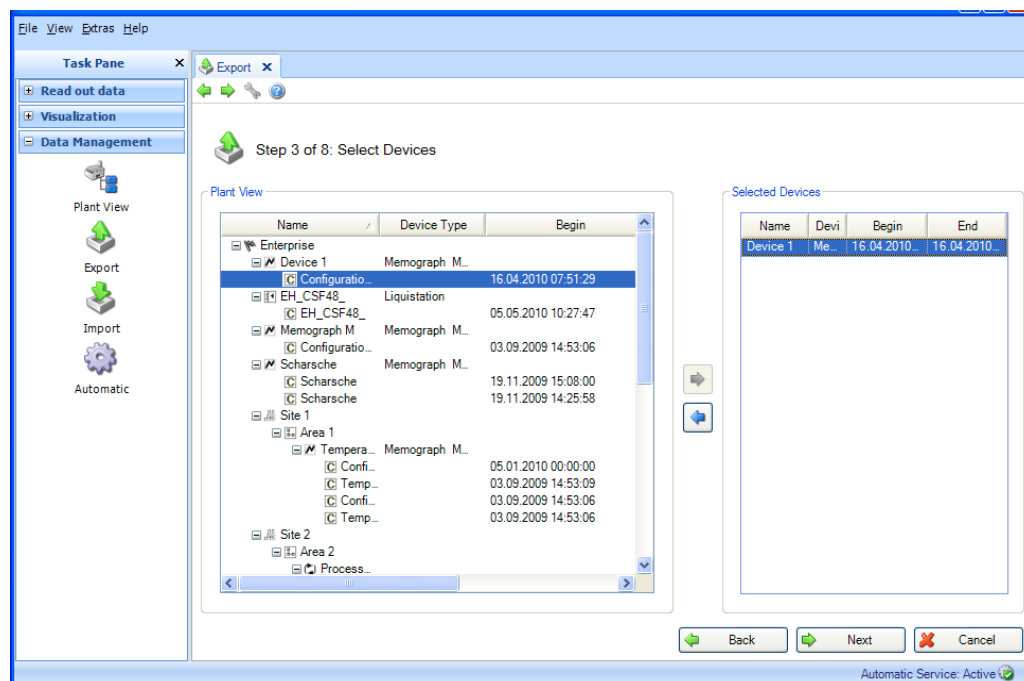 File View Extras Help
Task Pane
Export
Read out data
Visualization
Data Management
Plant View
Export
Import
Automatic
Step 3 of 8: Select Devices
Plant View
Name Device Type Begin
Enterprise
Device 1 Memograph M...
C Configuratio... 16.04.2010 07:51:29
EH_CSF48_ Liquistation
C EH_CSF48_ 05.05.2010 10:27:47
Memograph M Memograph M...
C Configuratio... 03.09.2009 14:53:06
Scharsche Memograph M...
C Scharsche 19.11.2009 15:08:00
C Scharsche 19.11.2009 14:25:58
Site 1
Area 1
Tempera... Memograph M...
C Confi... 05.01.2010 00:00:00
C Temp... 03.09.2009 14:53:09
C Confi... 03.09.2009 14:53:06
C Temp... 03.09.2009 14:53:06
Site 2
Area 2
Process...
Selected Devices
Name Devi Begin End
Device 1 Me... 16.04.2010... 16.04.2010...
Back Next Cancel
Automatic Service: Active